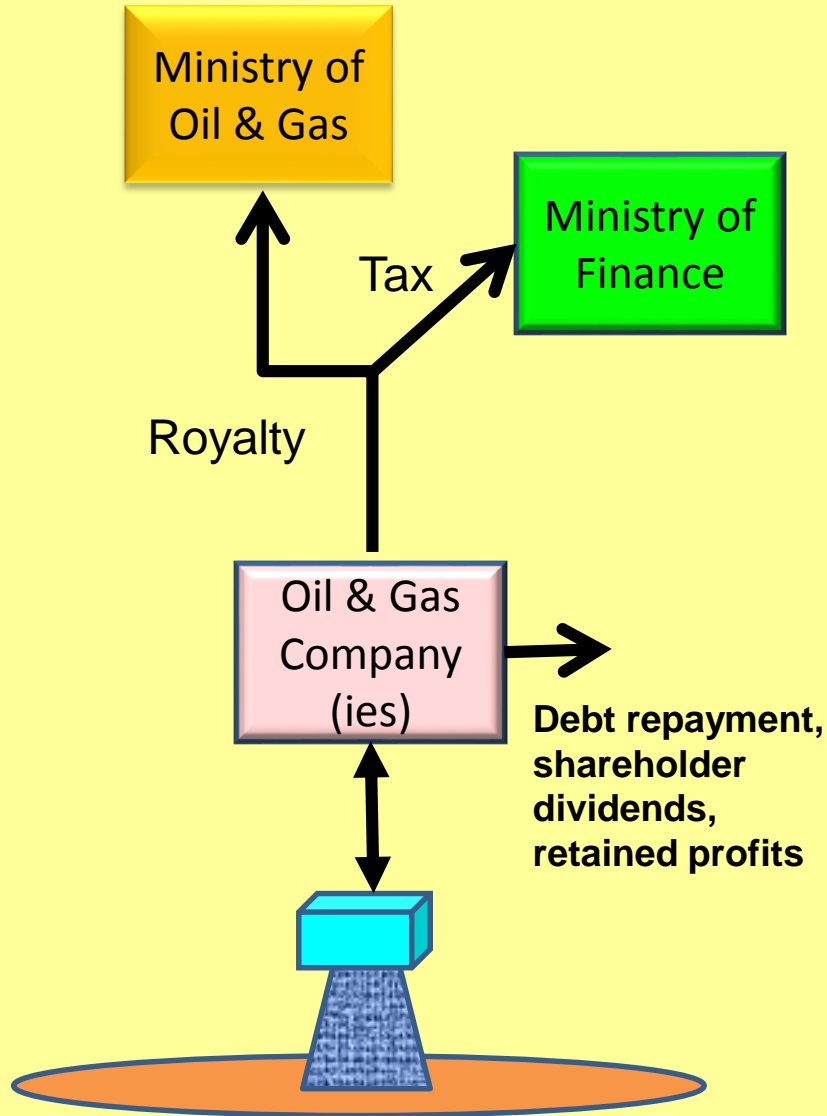 Ministry of
Oil & Gas
Ministry of
Finance
Tax
Royalty
Oil & Gas
Company
(ies)
Debt repayment,
shareholder
dividends,
retained profits